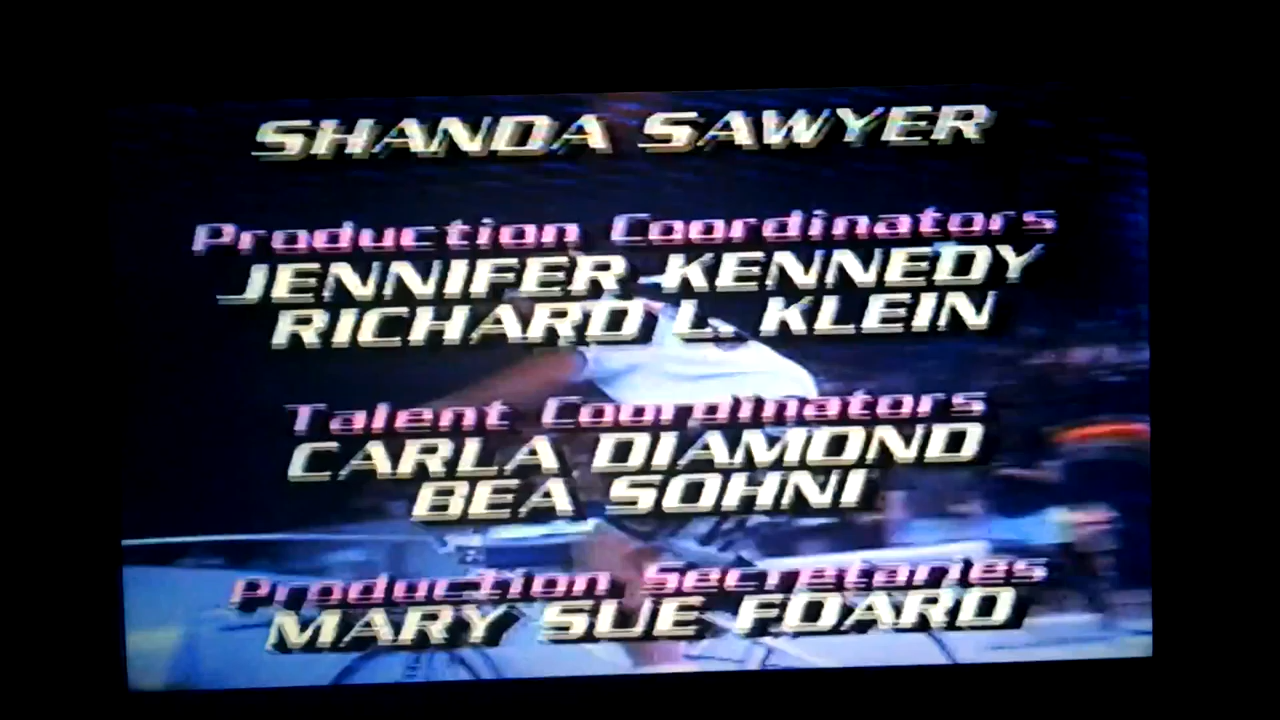 SHANDA SAWYER
Production Coordinators
JENNIFER KENNEDY
RICHARD L. KLEIN
Talent Coordinators
CARLA DIAMOND
BEA SOHNI
Production Secretaries
MARY SUE FOARD